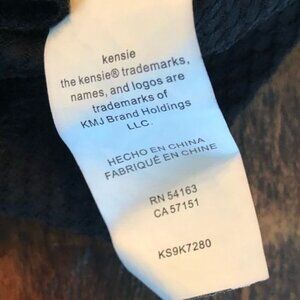 kensie
the kensie® trademarks,
names, and logos are
trademarks of
KMJ Brand Holdings
LLC.
HECHO EN CHINA
FABRIQUÉ EN CHINE
RN 54163
CA 57151
KS9K7280